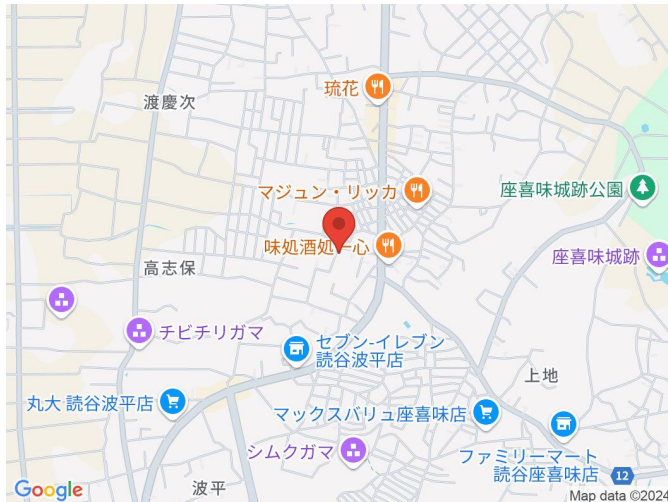 琉花
渡慶次
マジュン・リッカ
座喜味城跡公園
味処酒処一心
座喜味城跡
高志保
チビチリガマ
セブン-イレブン
読谷波平店
上地
丸大 読谷波平店
マックスバリュ座喜味店
シムクガマ
ファミリーマート
読谷座喜味店
12
波平
Google
Map data ©2024